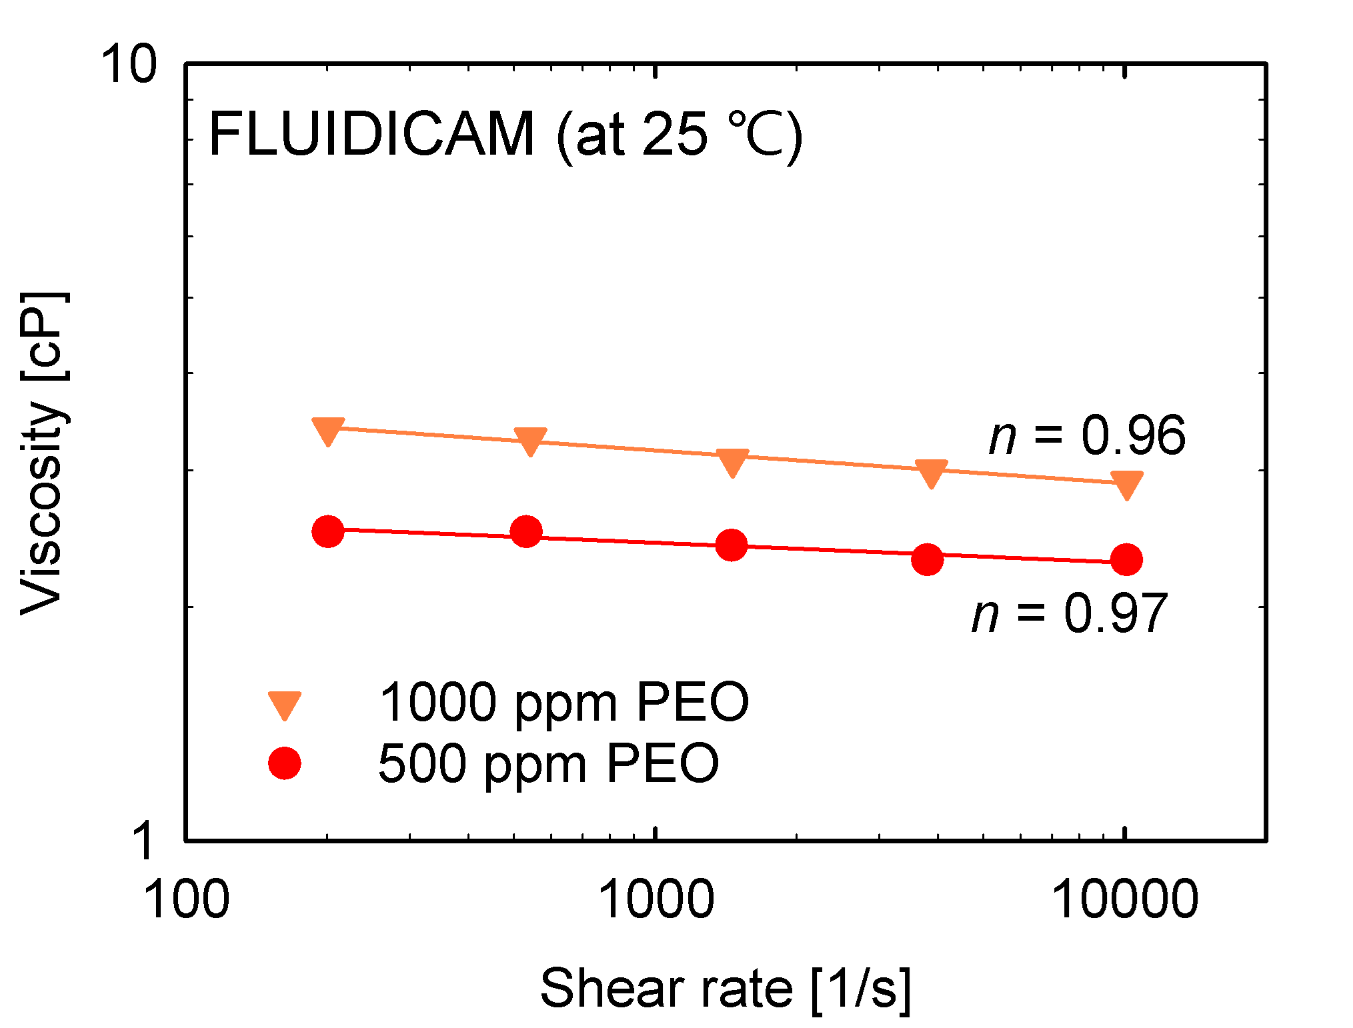 10
FLUIDICAM (at 25 ℃)
Viscosity [cP]
n = 0.96
n = 0.97
1000 ppm PEO
500 ppm PEO
1
100 1000 10000
Shear rate [1/s]